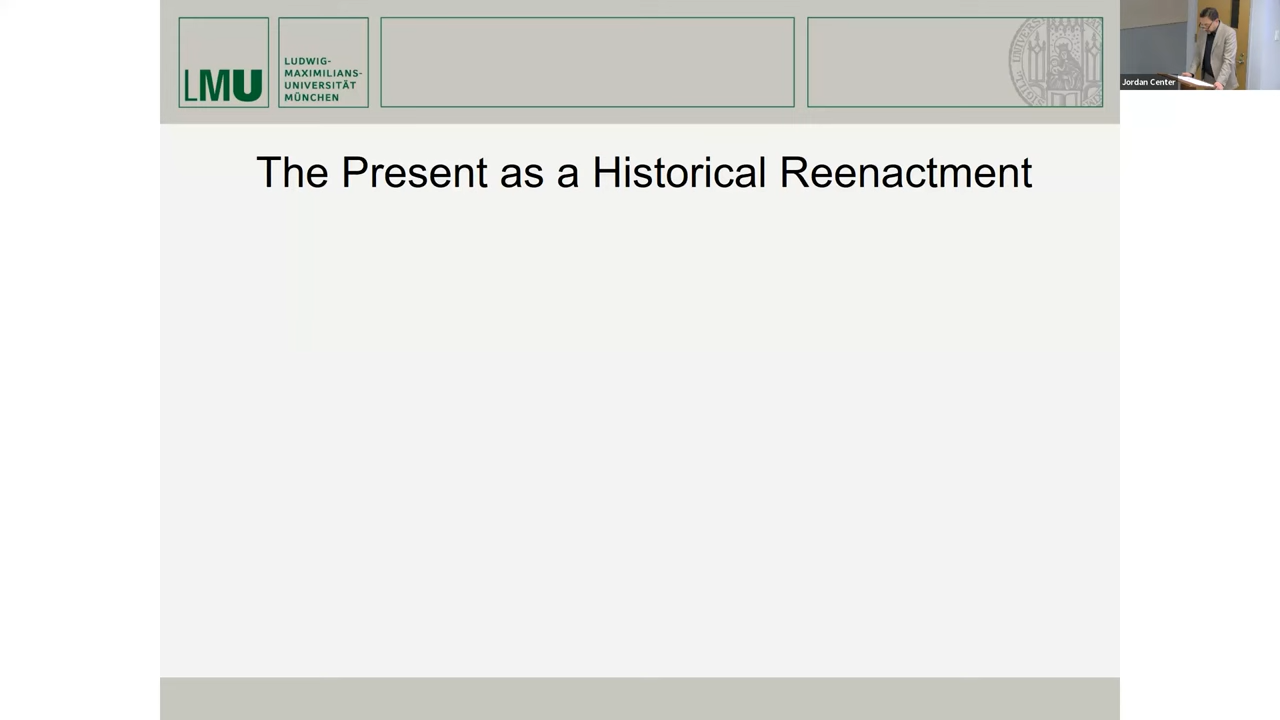 LMU
LUDWIG-
MAXIMILIANS-
UNIVERSITÄT
MÜNCHEN
Jordan Center
The Present as a Historical Reenactment